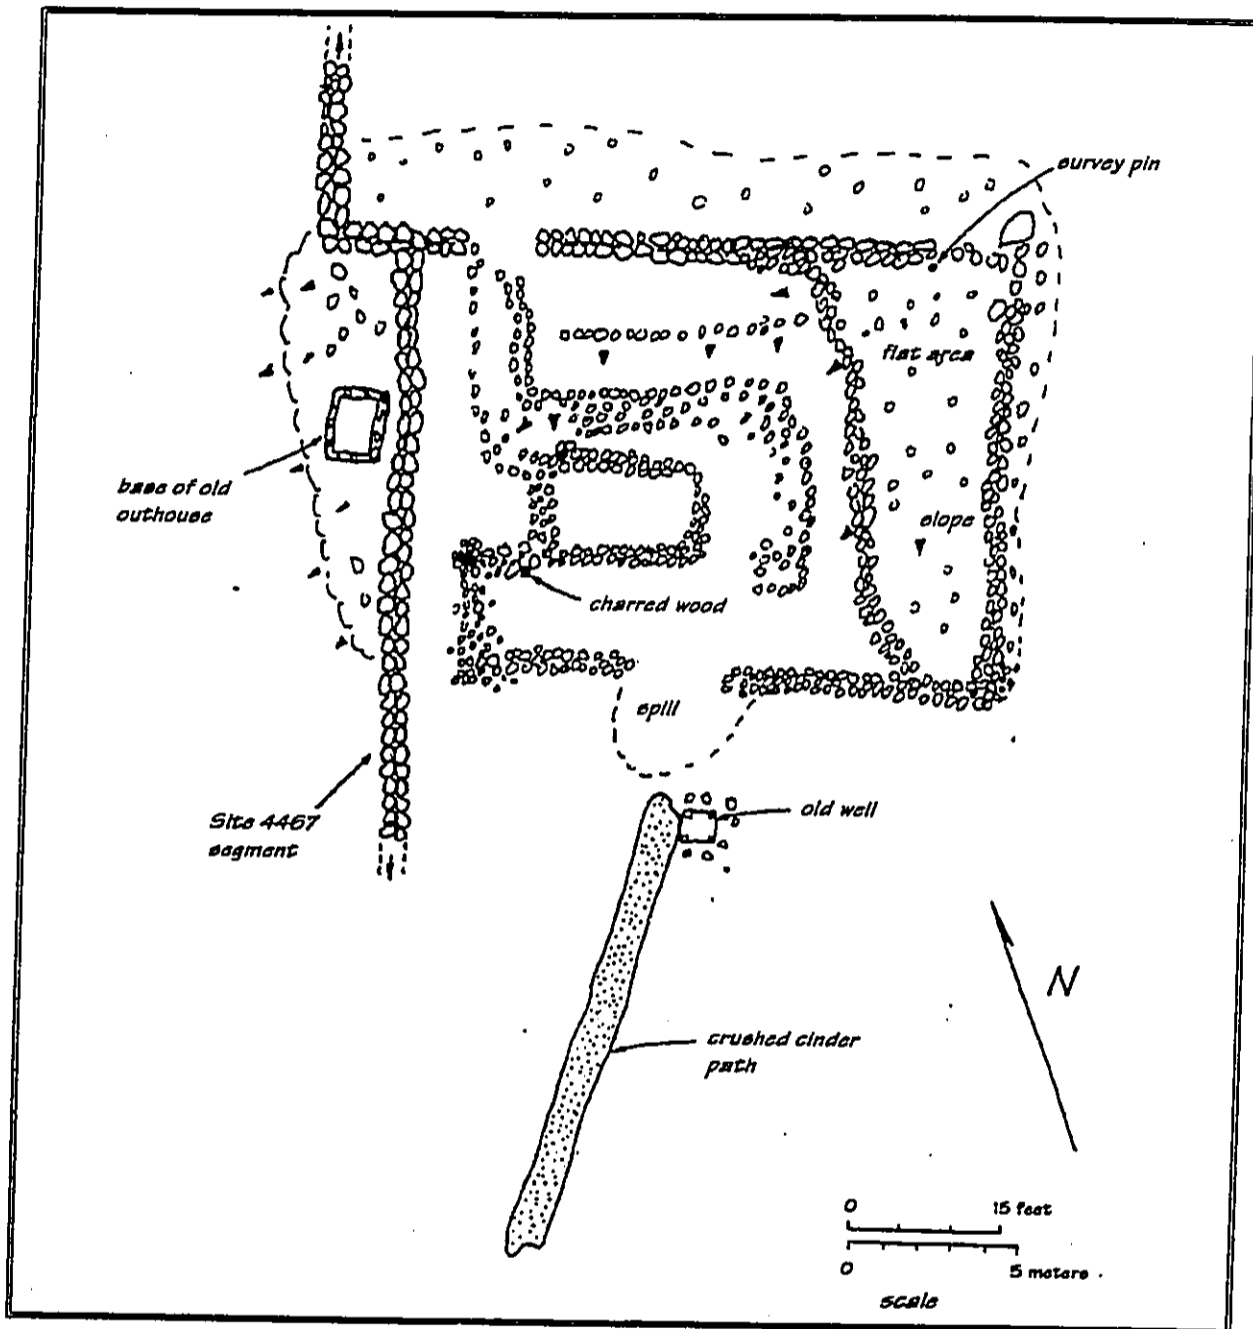 survey pin
flat area
base of old
outhouse
slope
charred wood
spill
Site 4467
segment
old well
N
crushed cinder
path
0 15 feet
0 5 meters
scale